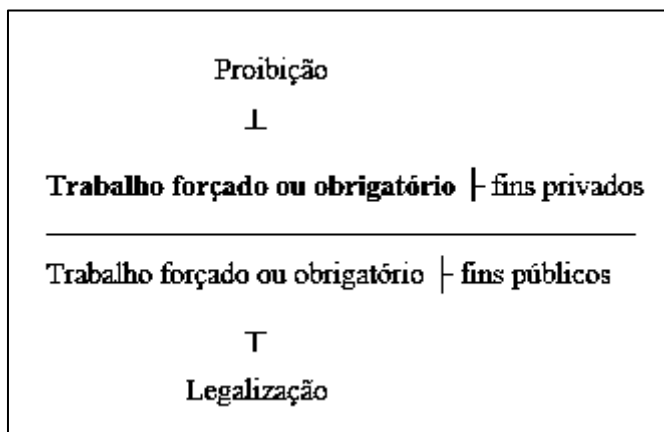 Proibição
⊥
Trabalho forçado ou obrigatório ├ fins privados
Trabalho forçado ou obrigatório ├ fins públicos
⊤
Legalização